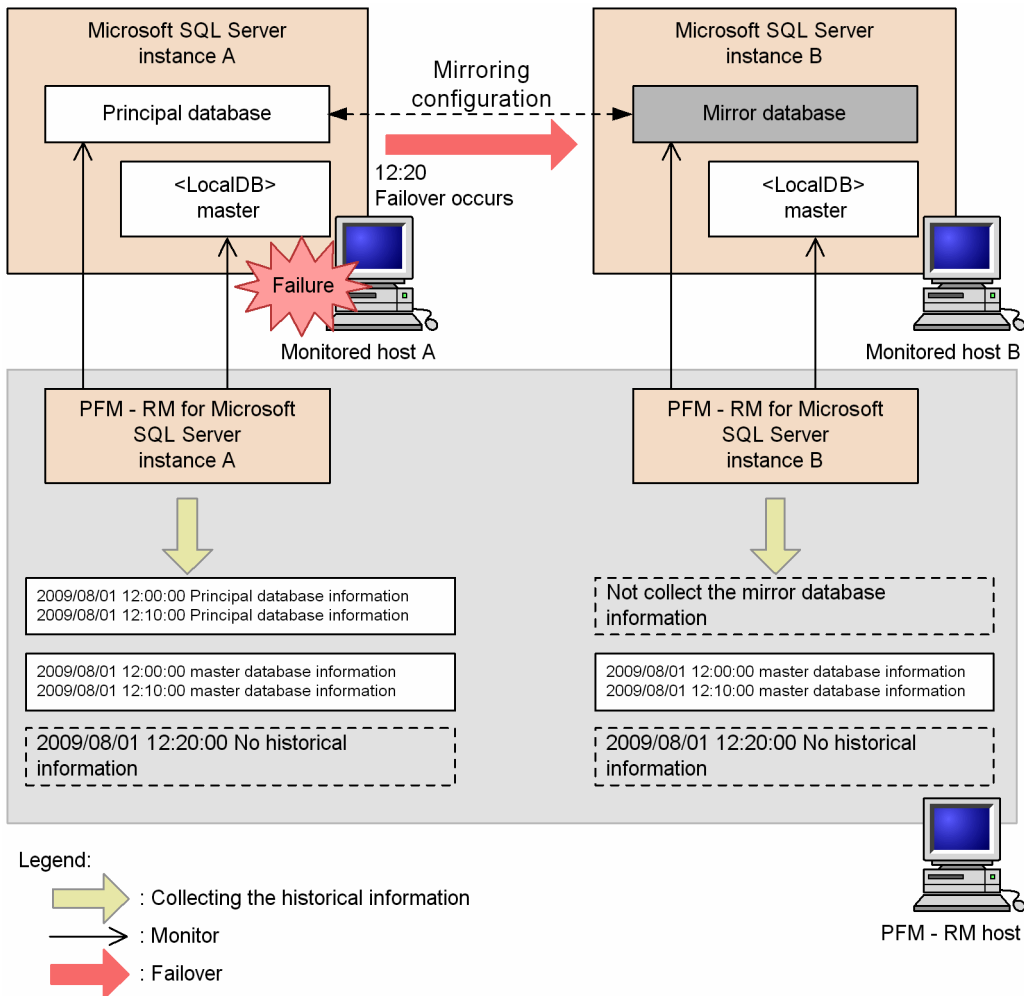 Microsoft SQL Server
instance A
Principal database
<LocalDB>
master
Mirroring
configuration
12:20
Failover occurs
Failure
Monitored host A
Microsoft SQL Server
instance B
Mirror database
<LocalDB>
master
Monitored host B
PFM - RM for Microsoft
SQL Server
instance A
PFM - RM for Microsoft
SQL Server
instance B
2009/08/01 12:00:00 Principal database information
2009/08/01 12:10:00 Principal database information
2009/08/01 12:00:00 master database information
2009/08/01 12:10:00 master database information
2009/08/01 12:20:00 No historical
information
Not collect the mirror database
information
2009/08/01 12:00:00 master database information
2009/08/01 12:10:00 master database information
2009/08/01 12:20:00 No historical
information
PFM - RM host
Legend:
: Collecting the historical information
: Monitor
: Failover